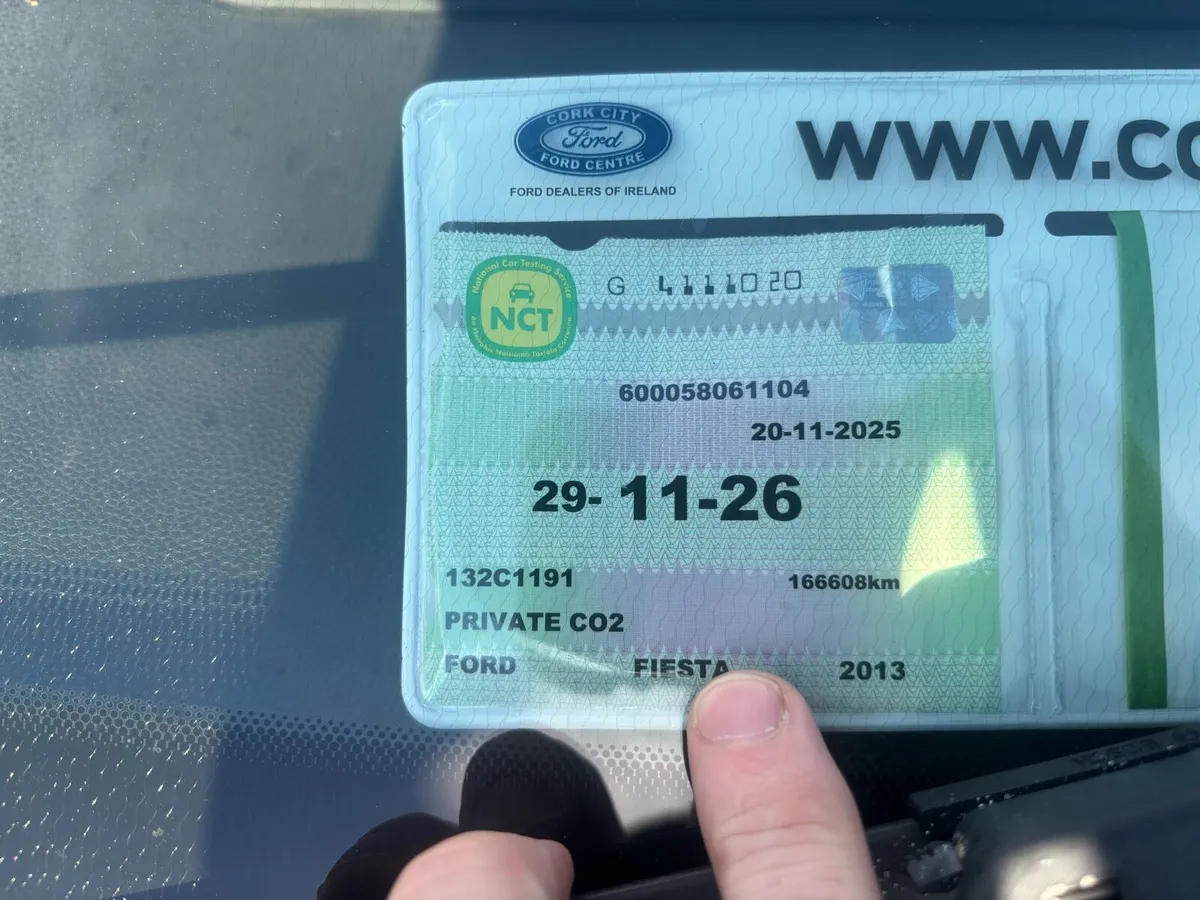 CORK CITY
Ford
FORD CENTRE
FORD DEALERS OF IRELAND
WWW.CO
National Car Testing Service
NCT
G 4111020
600058061104
20-11-2025
29- 11-26
132C1191
166608km
PRIVATE CO2
FORD FIESTA 2013